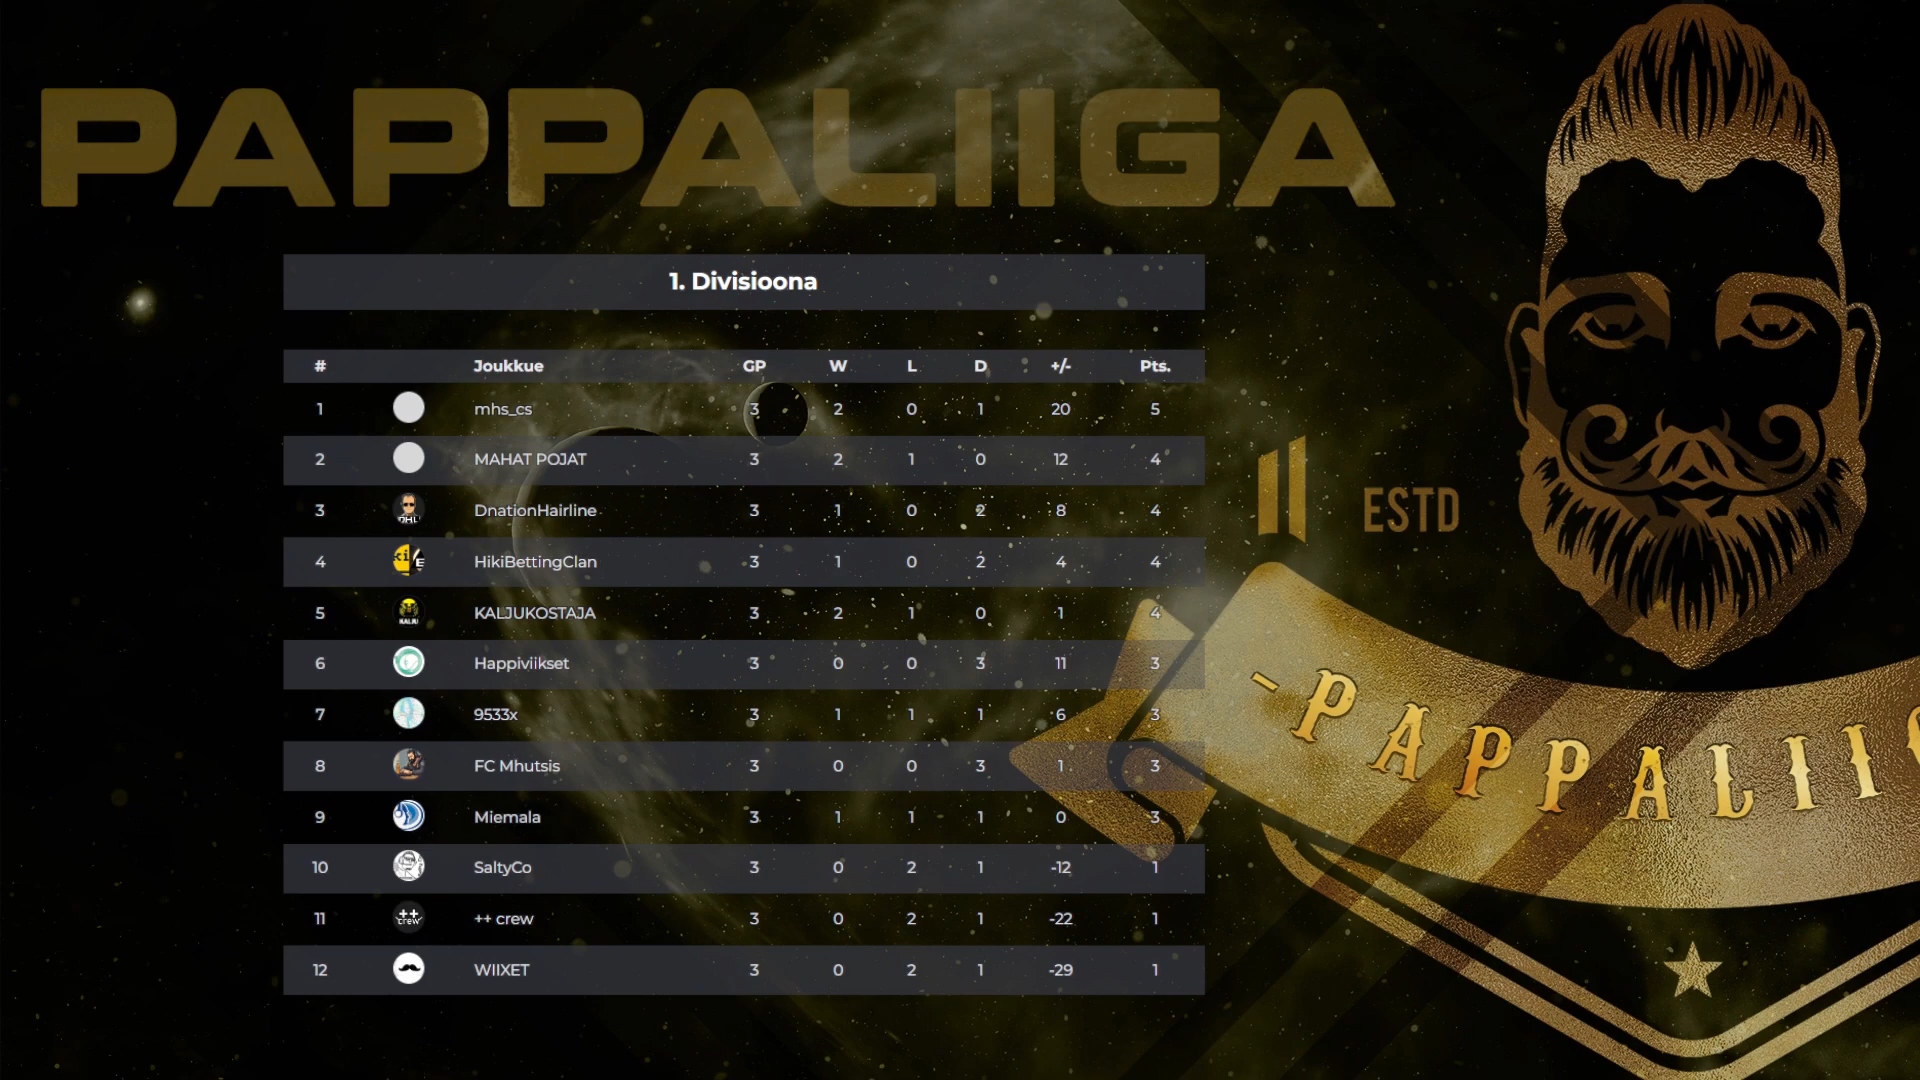 PAPPALIIGA
1. Divisioona
# Joukkue GP W L D +/- Pts.
1 mhs_cs 3 2 0 1 20 5
2 MAHAT POJAT 3 2 1 0 12 4
3 DHL DnationHairline 3 1 0 2 8 4
4 HikiBettingClan 3 1 0 2 4 4
5 KALJU KALJUKOSTAJA 3 2 1 0 1 4
6 Happiviikset 3 0 0 3 11 3
7 9533x 3 1 1 1 6 3
8 FC Mhutsis 3 0 0 3 1 3
9 Miemala 3 1 1 1 0 3
10 SaltyCo 3 0 2 1 -12 1
11 ++ crew ++ crew 3 0 2 1 -22 1
12 WIIXET 3 0 2 1 -29 1
ESTD
- PAPPALIIG